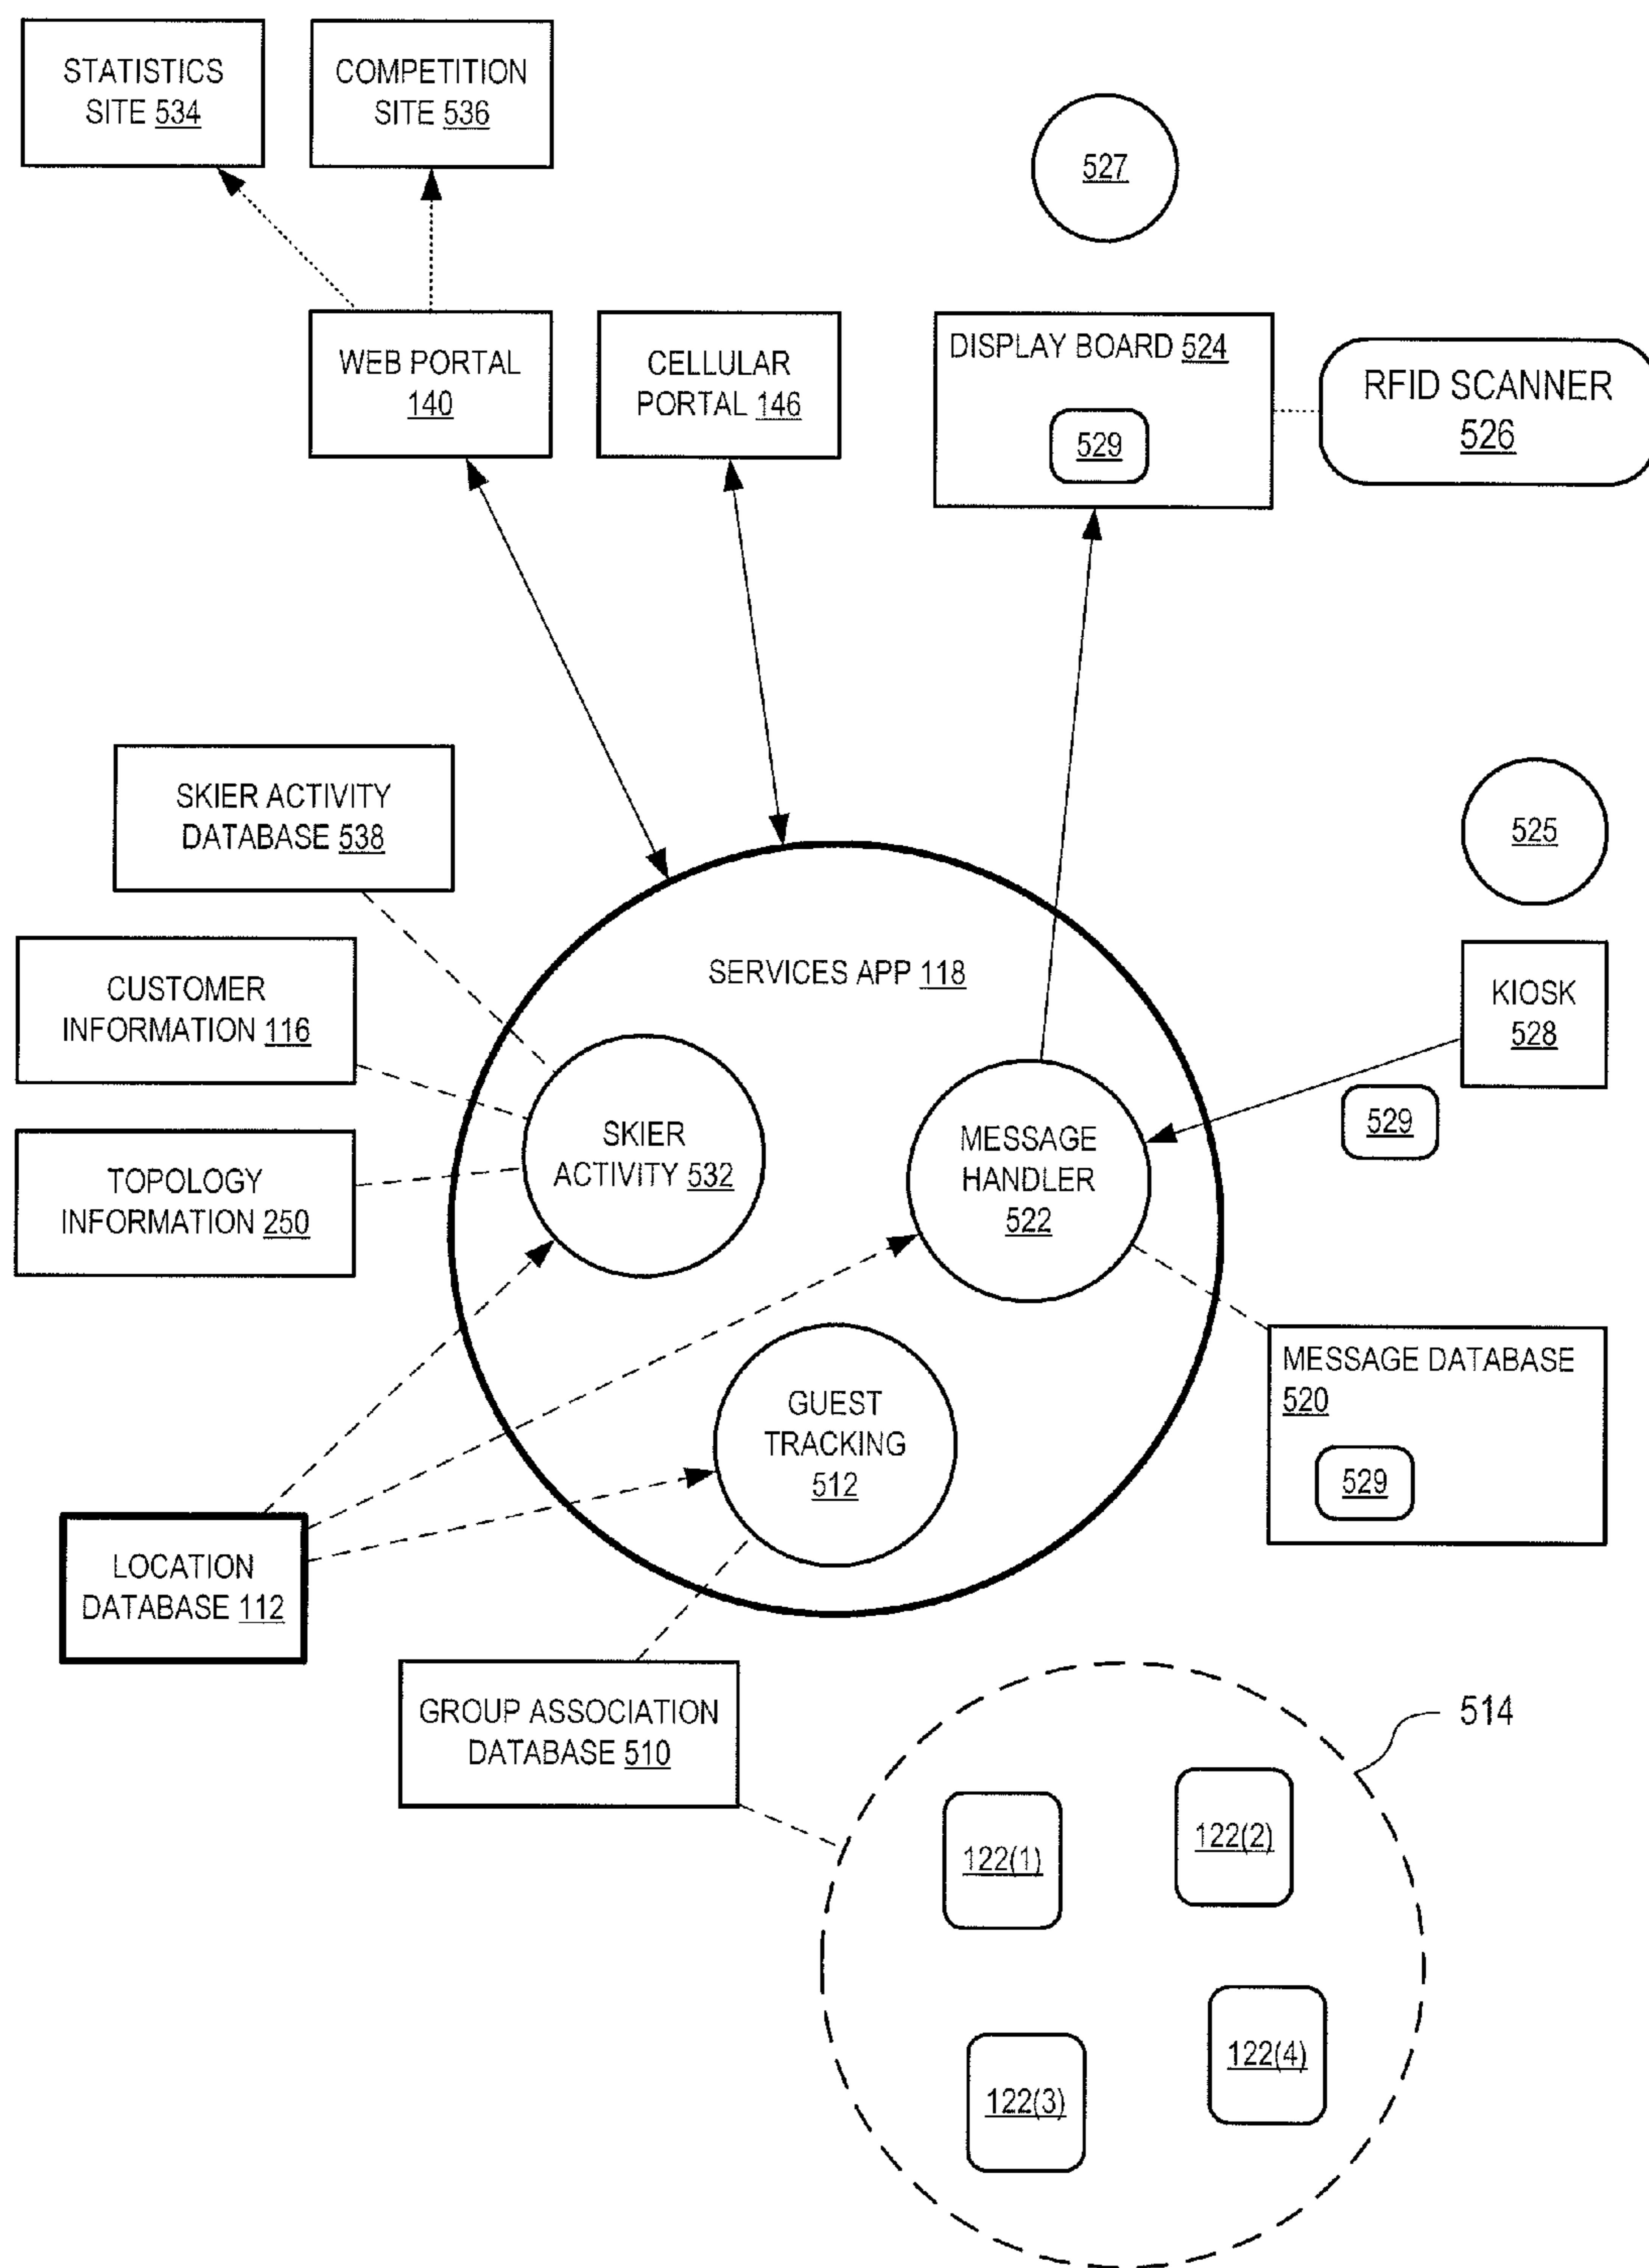 STATISTICS
SITE 534
COMPETITION
SITE 536
527
WEB PORTAL
140
CELLULAR
PORTAL 146
DISPLAY BOARD 524
529
RFID SCANNER
526
SKIER ACTIVITY
DATABASE 538
525
CUSTOMER
INFORMATION 116
SERVICES APP 118
KIOSK
528
529
TOPOLOGY
INFORMATION 250
SKIER
ACTIVITY 532
MESSAGE
HANDLER
522
MESSAGE DATABASE
520
529
GUEST
TRACKING
512
LOCATION
DATABASE 112
GROUP ASSOCIATION
DATABASE 510
514
122(1)
122(2)
122(3)
122(4)